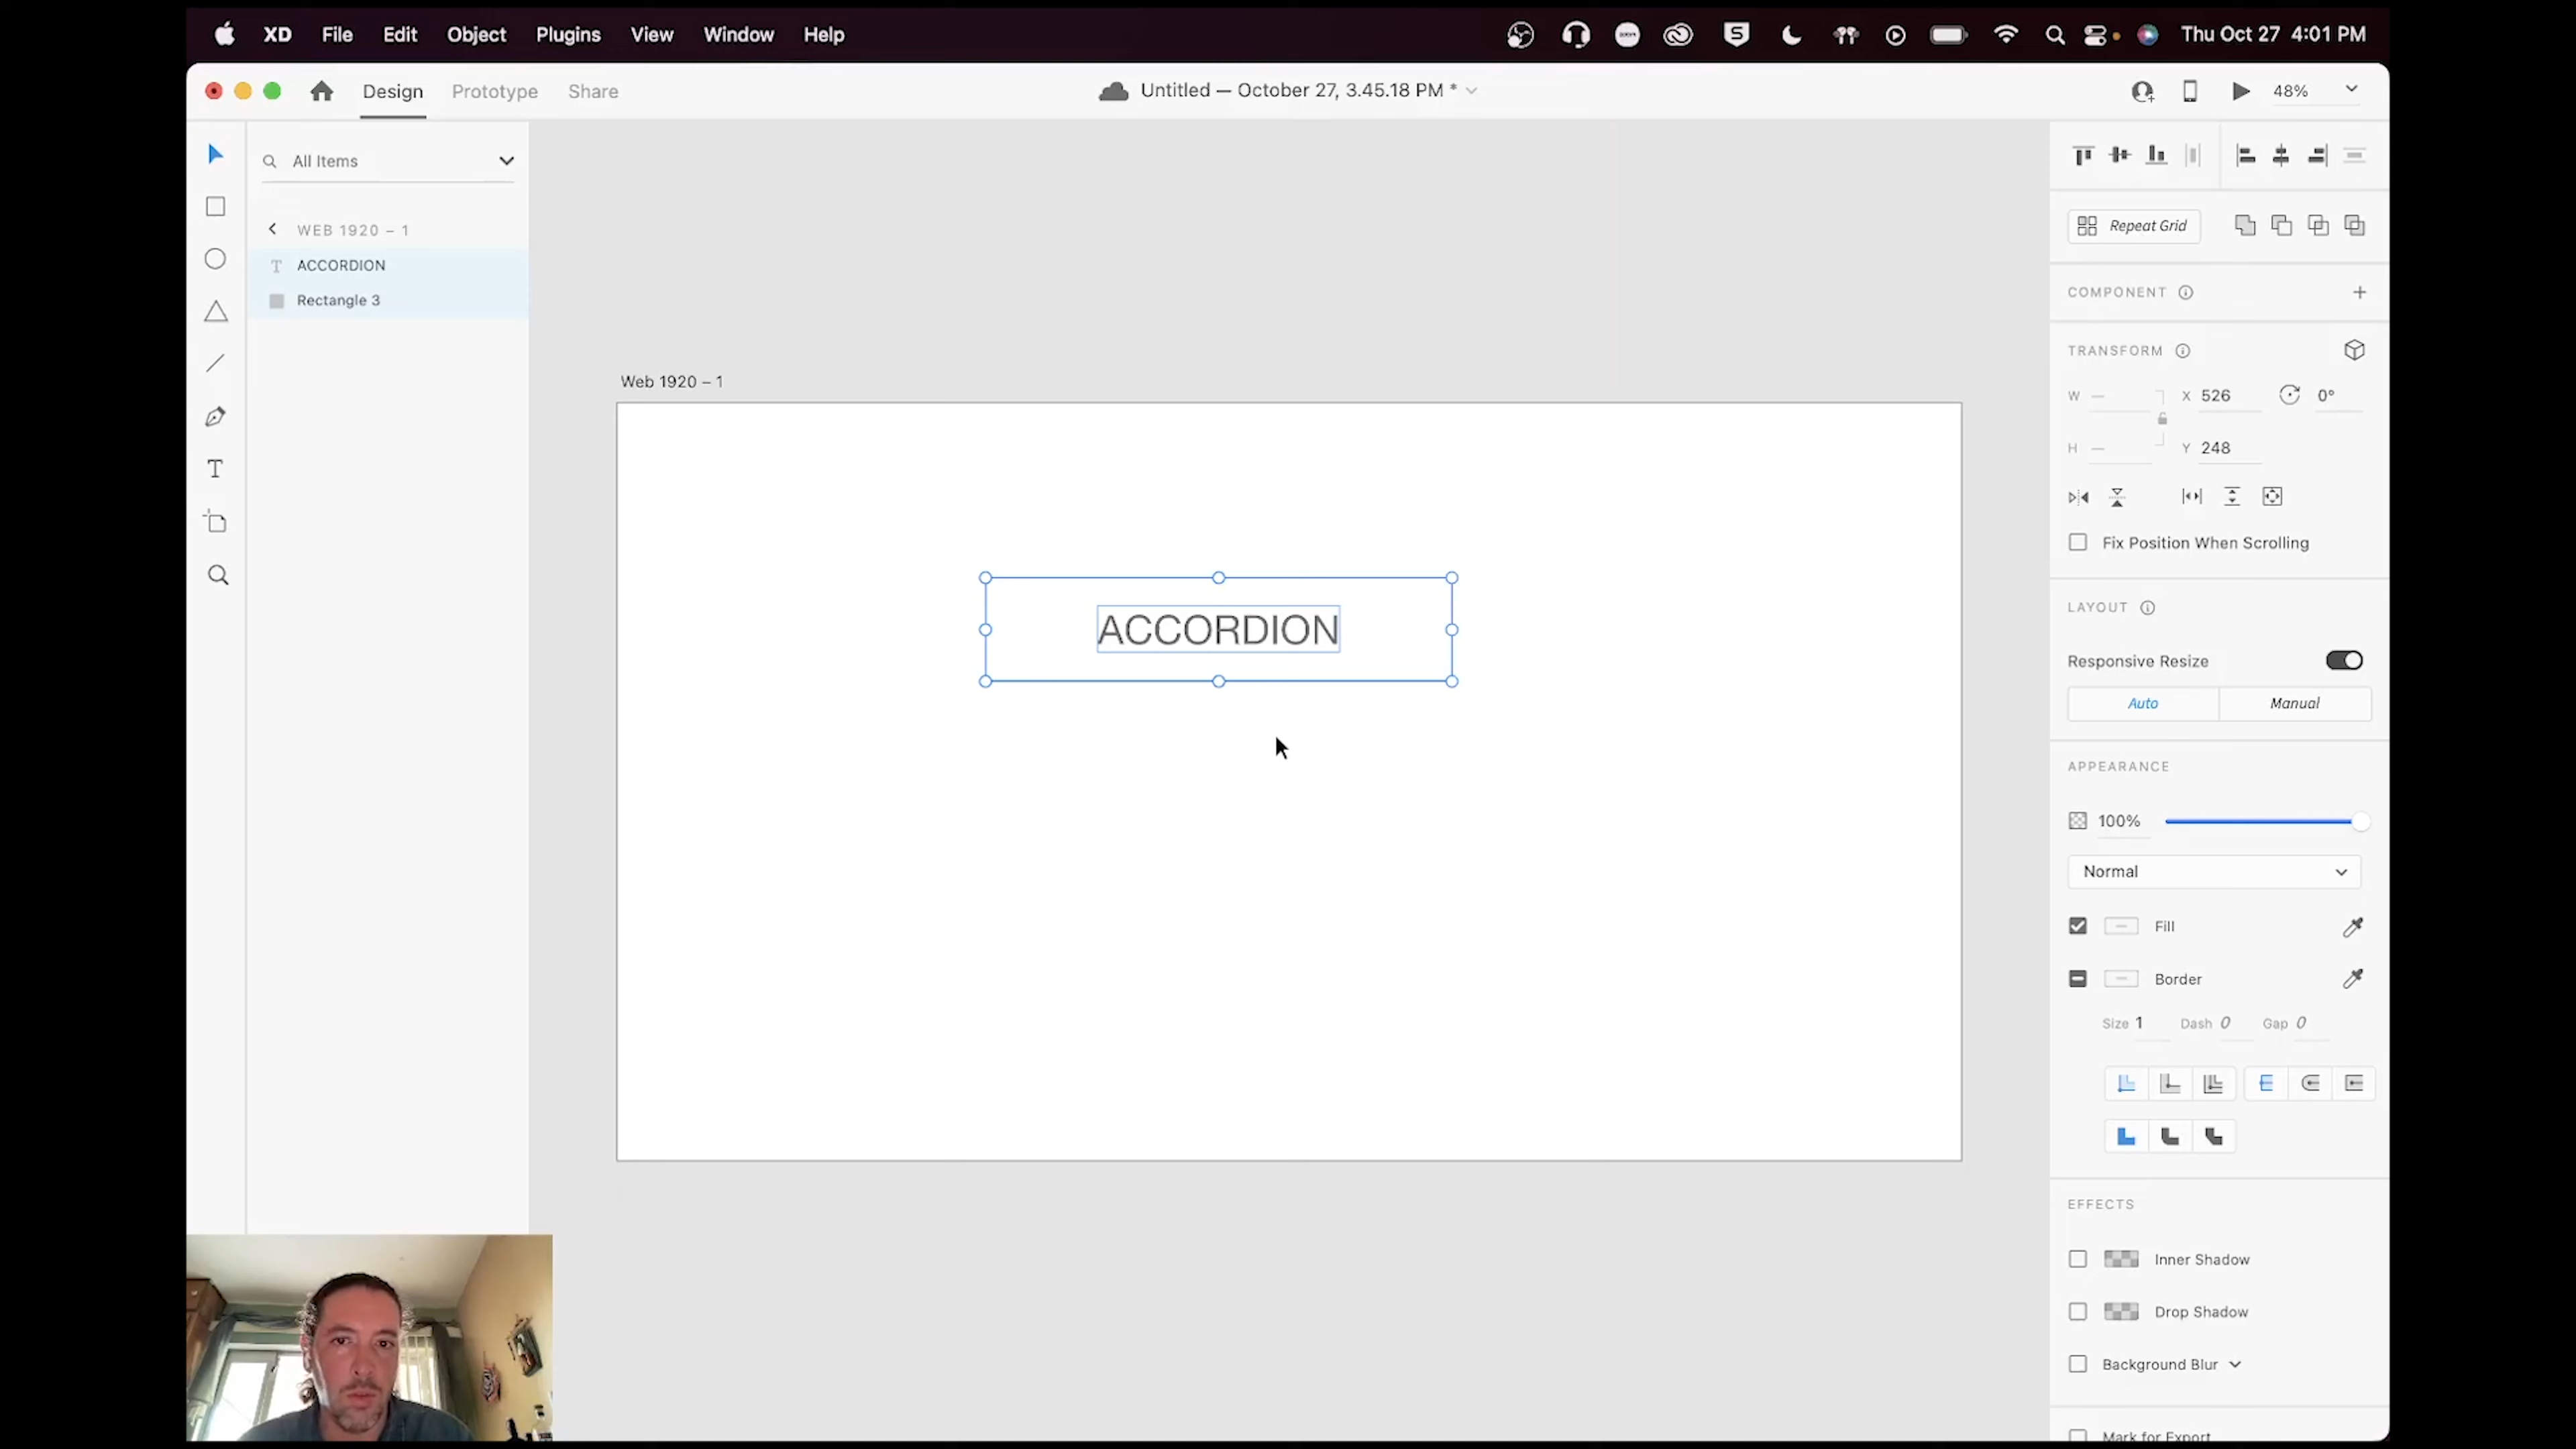 XD File Edit Object Plugins View Window Help
Thu Oct 27 4:01 PM
Design Prototype Share
Untitled — October 27, 3.45.18 PM *
48%
All Items
WEB 1920 – 1
ACCORDION
Rectangle 3
Web 1920 – 1
ACCORDION
Repeat Grid
COMPONENT
TRANSFORM
W — X 526 0°
H — Y 248
Fix Position When Scrolling
LAYOUT
Responsive Resize
Auto Manual
APPEARANCE
100%
Normal
Fill
Border
Size 1 Dash 0 Gap 0
EFFECTS
Inner Shadow
Drop Shadow
Background Blur
Mark for Export